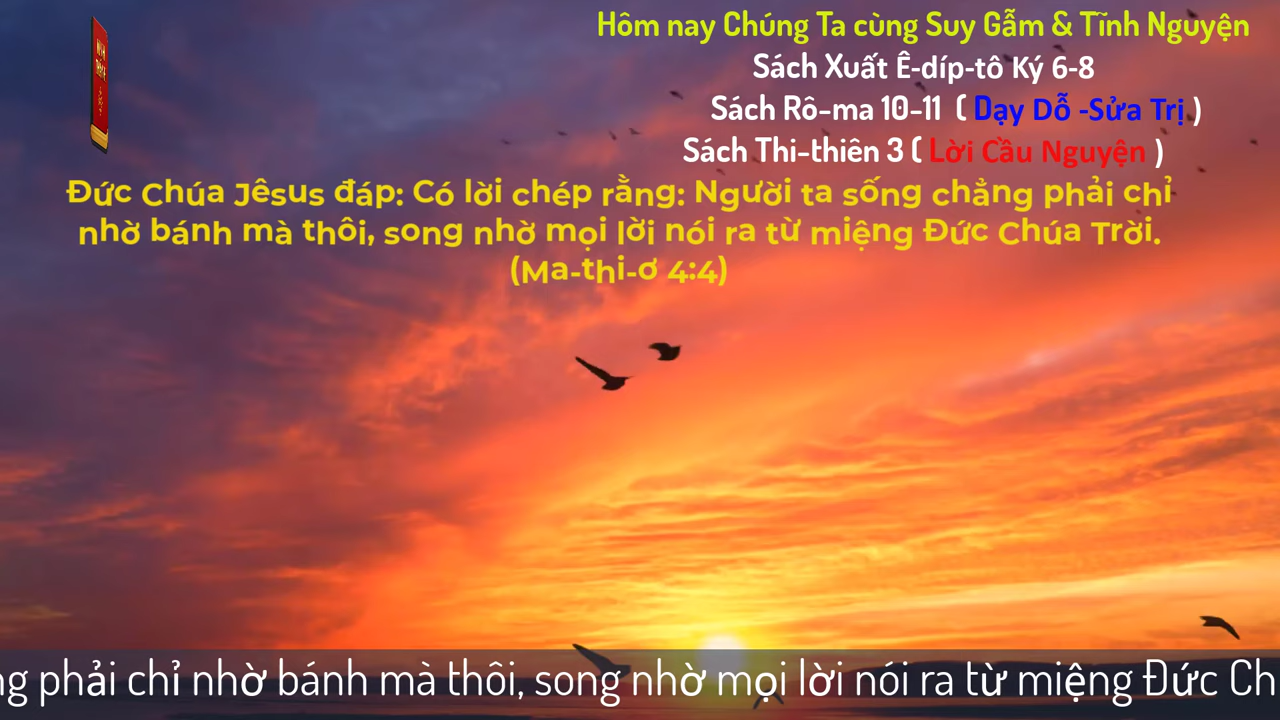 Hôm nay Chúng Ta cùng Suy Gẫm & Tĩnh Nguyện
Sách Xuất Ê-díp-tô Ký 6-8
Sách Rô-ma 10-11 ( Dạy Dỗ -Sửa Trị )
Sách Thi-thiên 3 ( Lời Cầu Nguyện )
Đức Chúa Jêsus đáp: Có lời chép rằng: Người ta sống chẳng phải chỉ
nhờ bánh mà thôi, song nhờ mọi lời nói ra từ miệng Đức Chúa Trời.
(Ma-thi-ơ 4:4)
ng phải chỉ nhờ bánh mà thôi, song nhờ mọi lời nói ra từ miệng Đức Ch